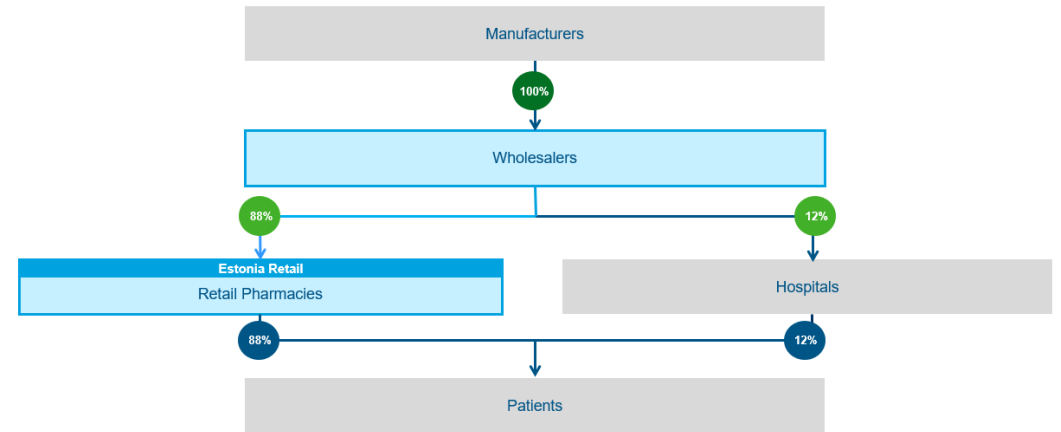 Manufacturers
100%
Wholesalers
88%
12%
Estonia Retail
Retail Pharmacies
Hospitals
88%
12%
Patients